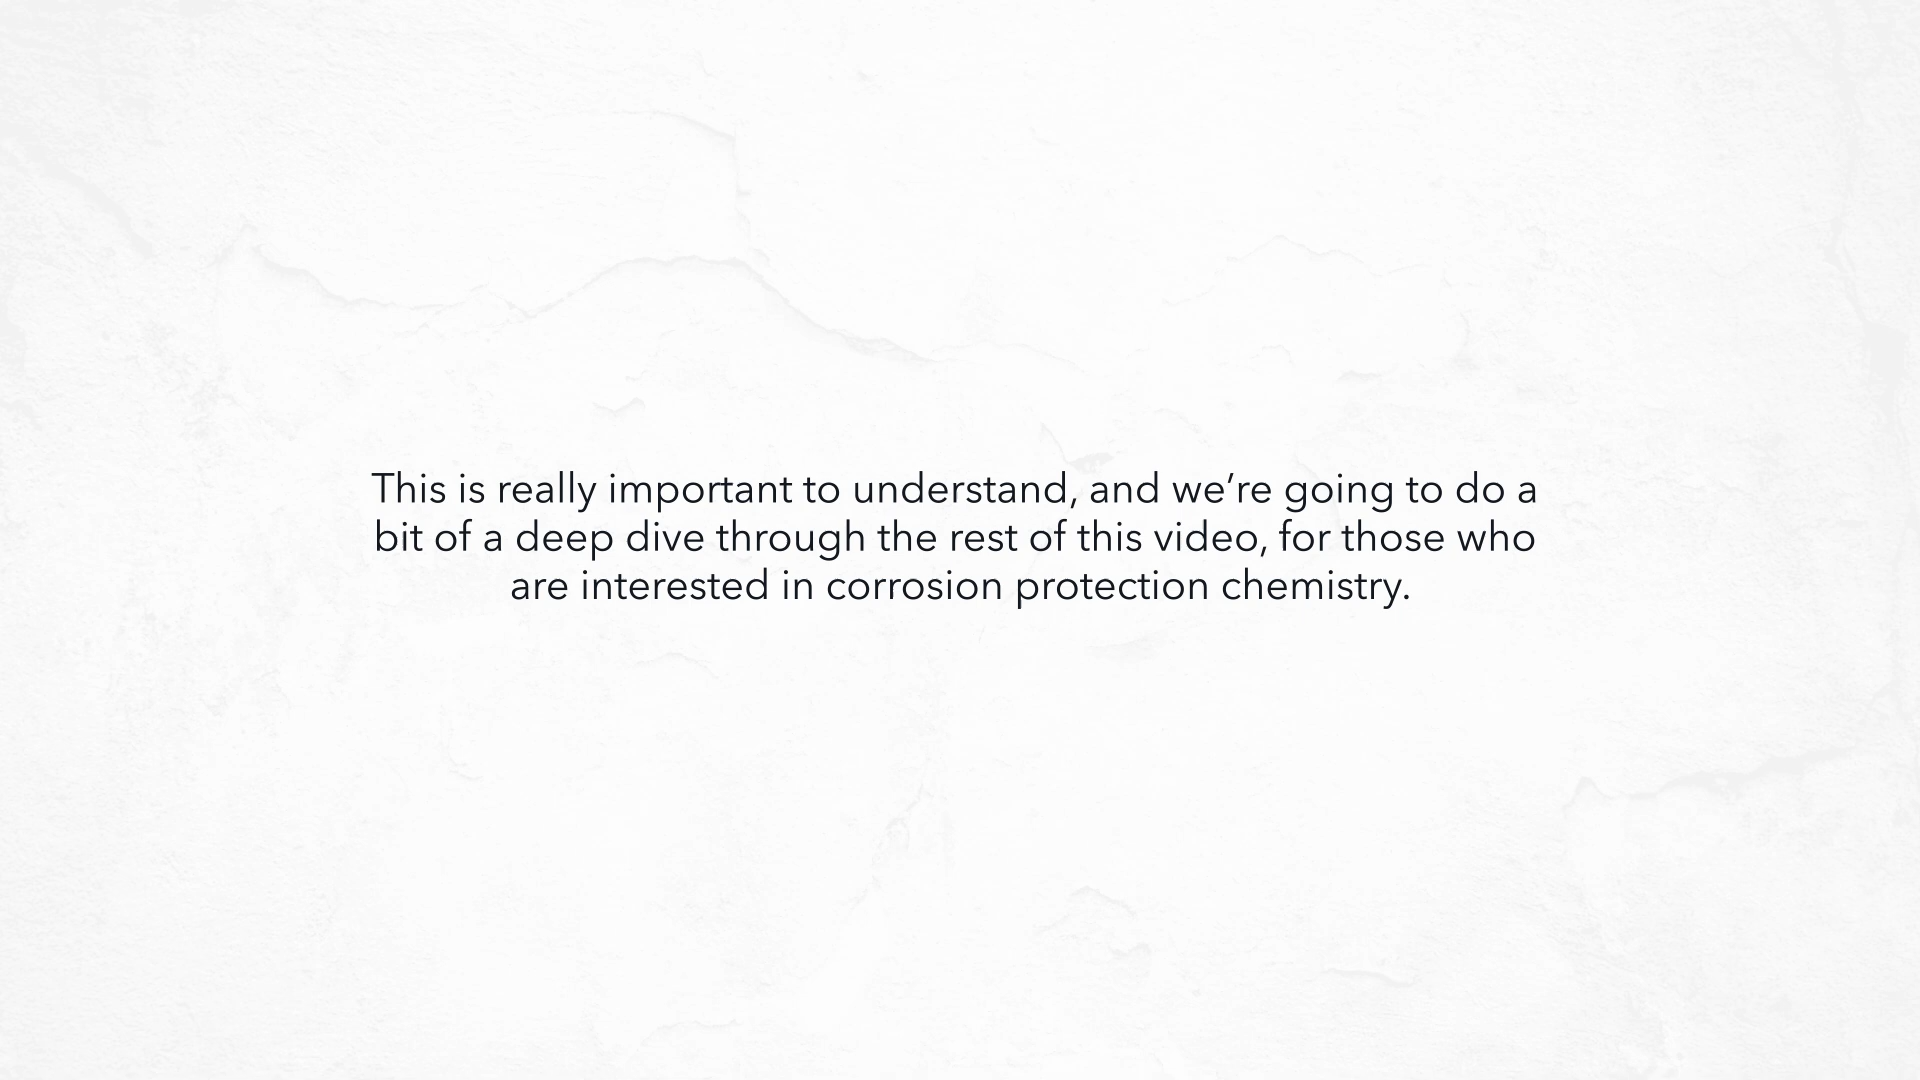 This is really important to understand, and we’re going to do a
bit of a deep dive through the rest of this video, for those who
are interested in corrosion protection chemistry.